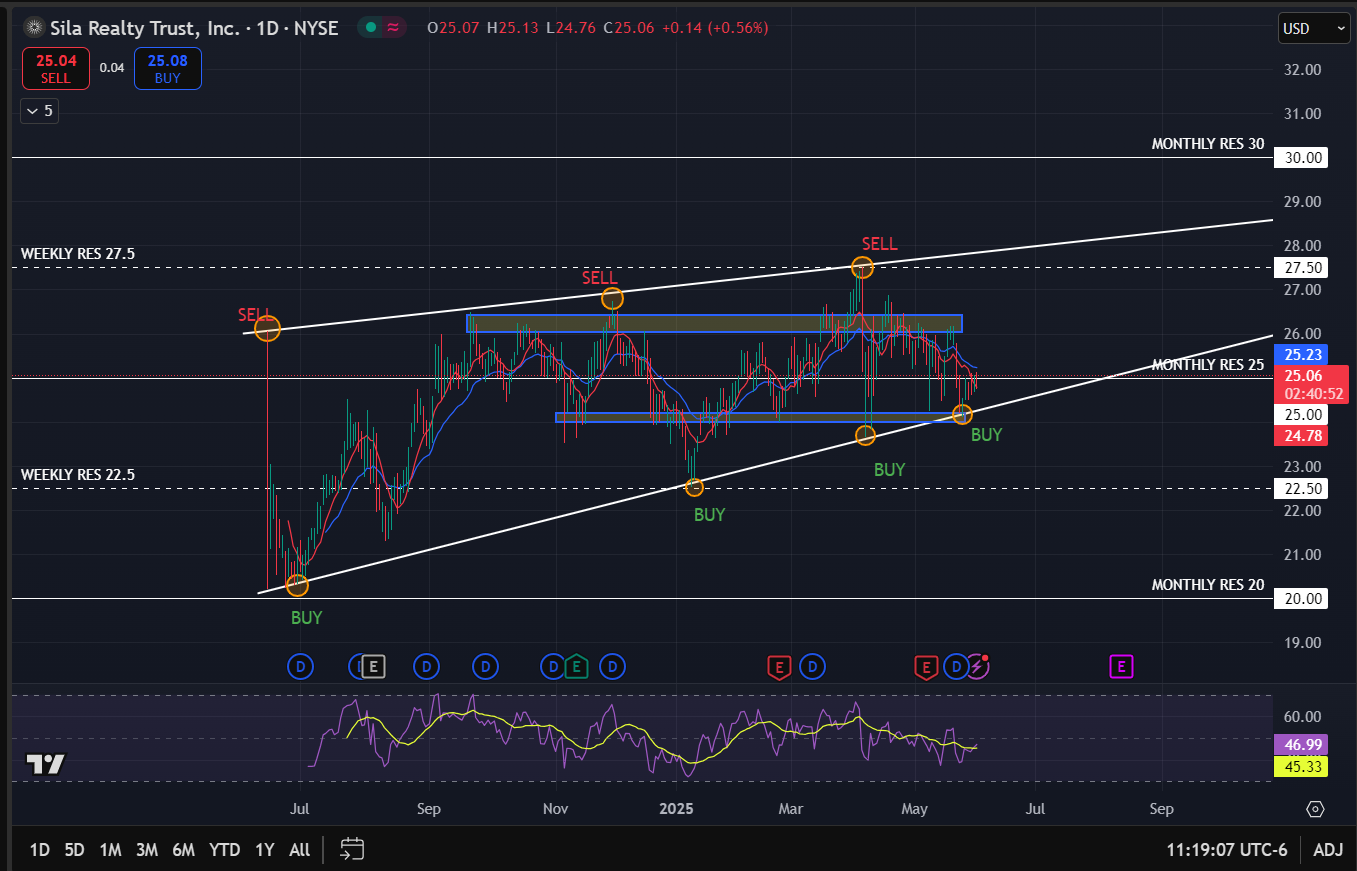 Sila Realty Trust, Inc. · 1D · NYSE
O25.07 H25.13 L24.76 C25.06 +0.14 (+0.56%)
USD
25.04
SELL
0.04
25.08
BUY
5
32.00
31.00
MONTHLY RES 30
30.00
29.00
SELL
28.00
WEEKLY RES 27.5
27.50
SELL
27.00
SELL
26.00
25.23
MONTHLY RES 25
25.06
02:40:52
25.00
24.78
BUY
BUY
23.00
WEEKLY RES 22.5
22.50
BUY
22.00
21.00
MONTHLY RES 20
20.00
BUY
19.00
D E D D D E D E D E D E
60.00
46.99
45.33
Jul Sep Nov 2025 Mar May Jul Sep
1D 5D 1M 3M 6M YTD 1Y All
11:19:07 UTC-6 ADJ